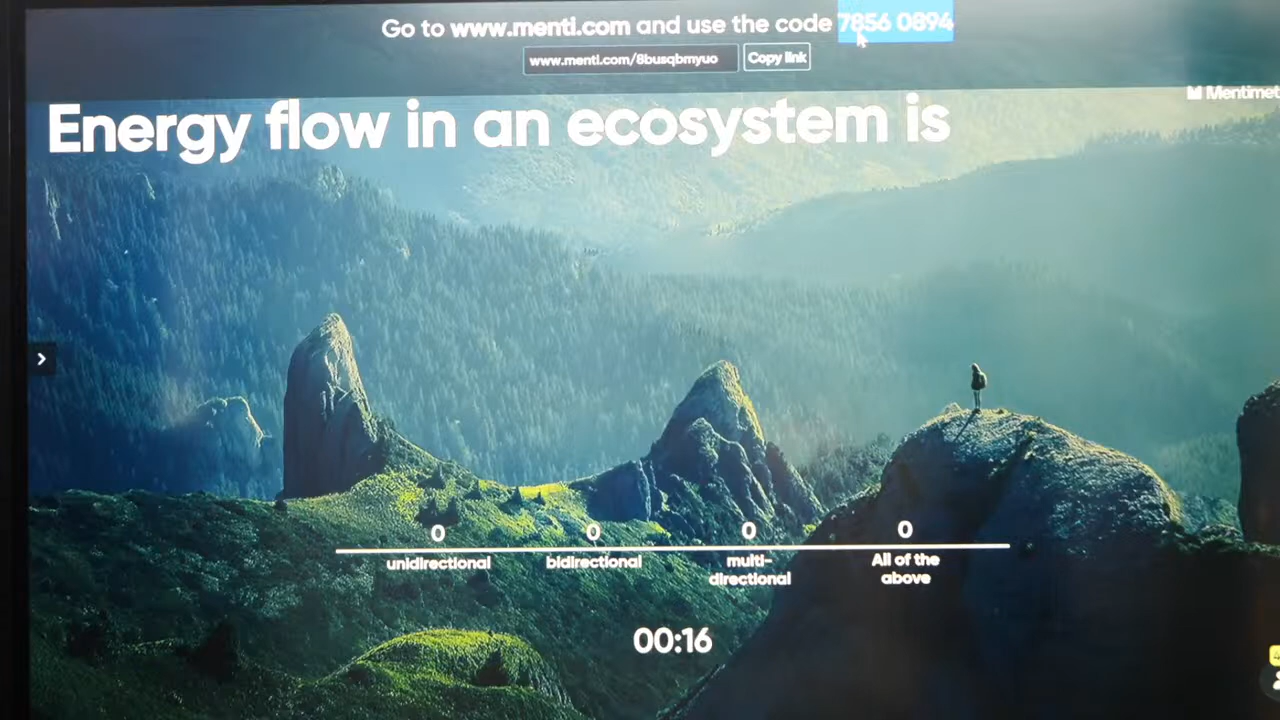 Go to www.menti.com and use the code 7856 0894
www.menti.com/8busqbmyuo
Copy link
Mentimet
Energy flow in an ecosystem is
0
0
0
0
unidirectional
bidirectional
multi-
directional
All of the
above
00:16